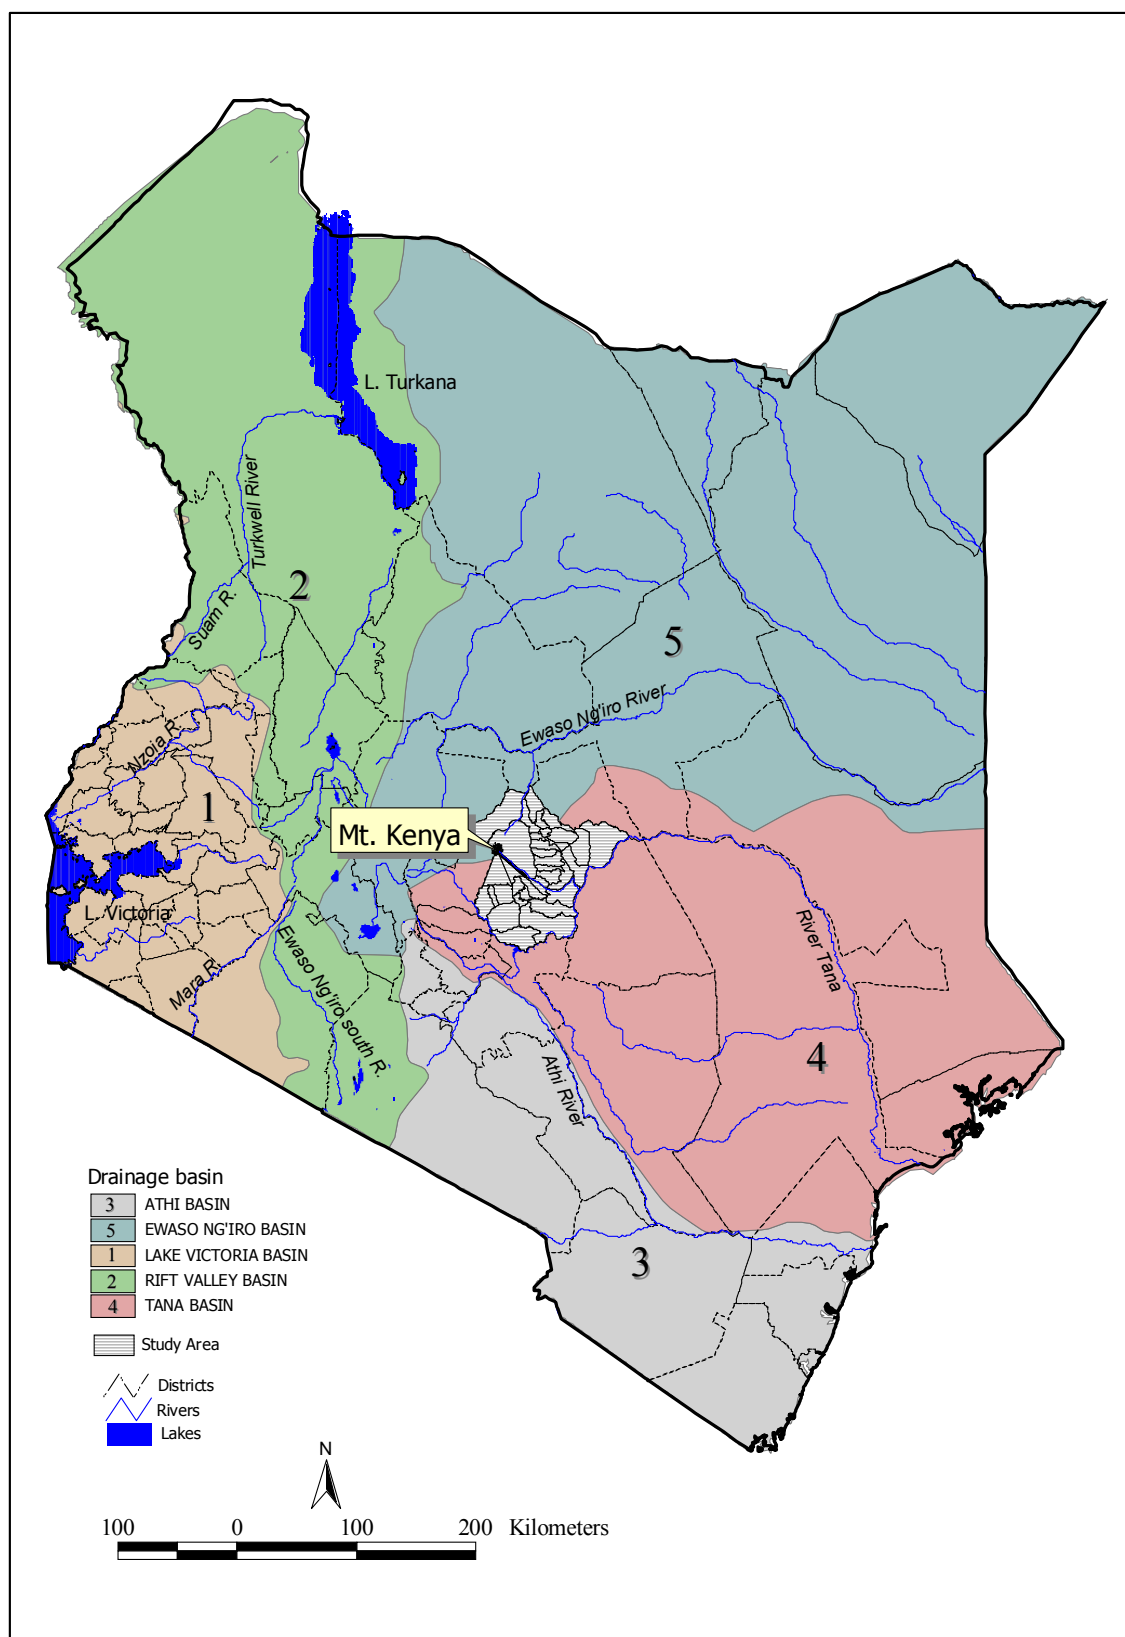 L. Turkana
Turkwell River
2
Suam R.
5
Ewaso Ng'iro River
Nzoia R.
1
Mt. Kenya
L. Victoria
River Tana
Ewaso Ng'iro south R.
Mara R.
4
Athi River
3
Drainage basin
3 ATHI BASIN
5 EWASO NG'IRO BASIN
1 LAKE VICTORIA BASIN
2 RIFT VALLEY BASIN
4 TANA BASIN
Study Area
Districts
Rivers
Lakes
N
100 0 100 200 Kilometers